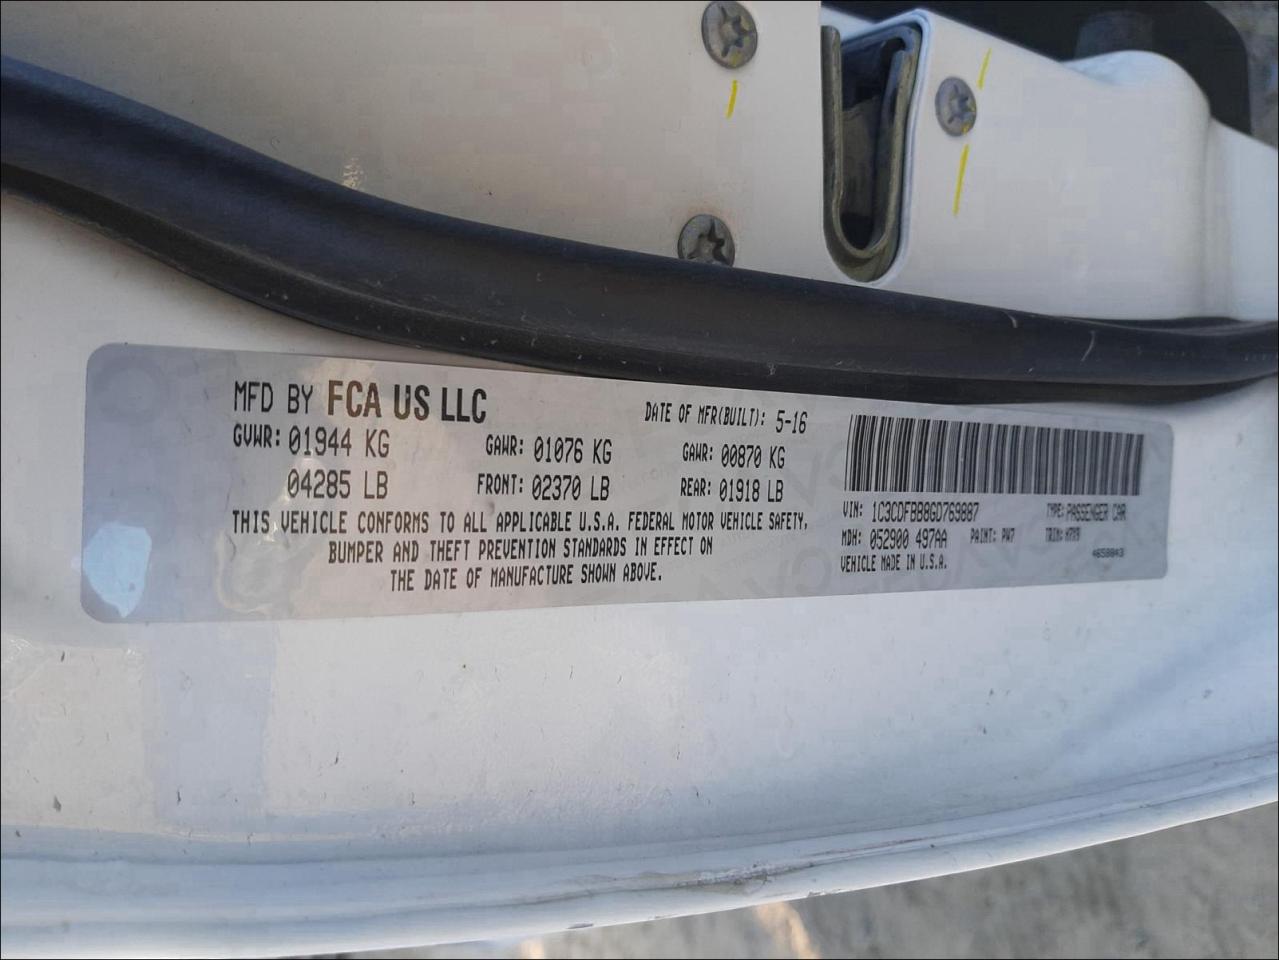 MFD BY FCA US LLC DATE OF MFR(BUILT): 5-16
GVWR: 01944 KG GAWR: 01076 KG GAWR: 00870 KG
04285 LB FRONT: 02370 LB REAR: 01918 LB
THIS VEHICLE CONFORMS TO ALL APPLICABLE U.S.A. FEDERAL MOTOR VEHICLE SAFETY,
BUMPER AND THEFT PREVENTION STANDARDS IN EFFECT ON
THE DATE OF MANUFACTURE SHOWN ABOVE.
VIN: 1C3CDFBB8GD769887 TYPE: PASSENGER CAR
MDH: 052900 497AA PAINT: PW7 TRIM:
VEHICLE MADE IN U.S.A.